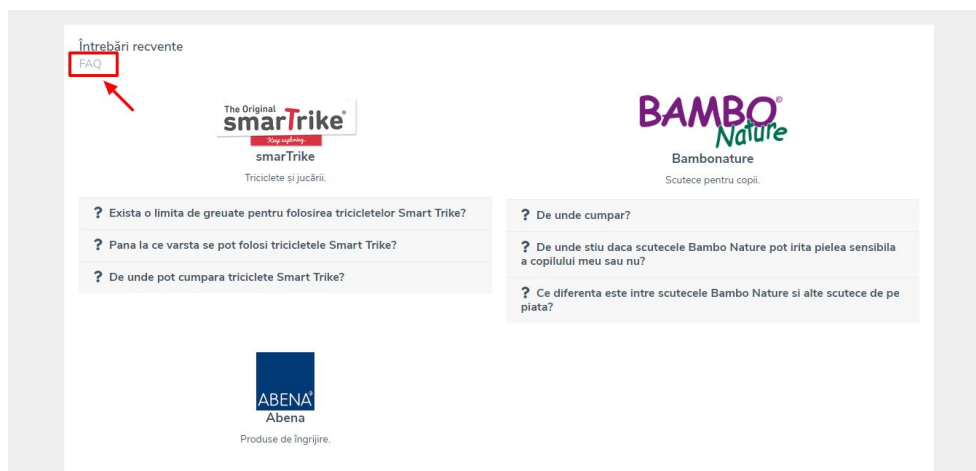 Întrebări recvente
FAQ
The Original
smarTrike
Keep exploring.
smarTrike
Triciclete și jucării.
? Exista o limita de greuate pentru folosirea tricicletelor Smart Trike?
? Pana la ce varsta se pot folosi tricicletele Smart Trike?
? De unde pot cumpara triciclete Smart Trike?
BAMBO®
Nature
Bambonature
Scutece pentru copii.
? De unde cumpar?
? De unde stiu daca scutecele Bambo Nature pot irita pielea sensibila
a copilului meu sau nu?
? Ce diferenta este intre scutecele Bambo Nature si alte scutece de pe
piata?
ABENA®
Abena
Produse de îngrijire.